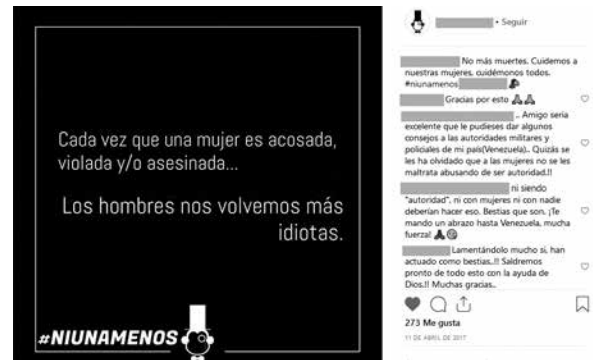 Cada vez que una mujer es acosada,
violada y/o asesinada...
Los hombres nos volvemos más
idiotas.
#NIUNAMENOS
• Seguir
No más muertes. Cuidemos a
nuestras mujeres, cuidémonos todos.
#niunamenos
Gracias por esto
.. Amigo seria
excelente que le pudieses dar algunos
consejos a las autoridades militares y
policiales de mi país(Venezuela).. Quizás se
les ha olvidado que a las mujeres no se les
maltrata abusando de ser autoridad.!!
ni siendo
"autoridad", ni con mujeres ni con nadie
deberían hacer eso. Bestias que son. ¡Te
mando un abrazo hasta Venezuela, mucha
fuerza!
Lamentándolo mucho si, han
actuado como bestias..!! Saldremos
pronto de todo esto con la ayuda de
Dios.!! Muchas gracias..
273 Me gusta
11 DE ABRIL DE 2017